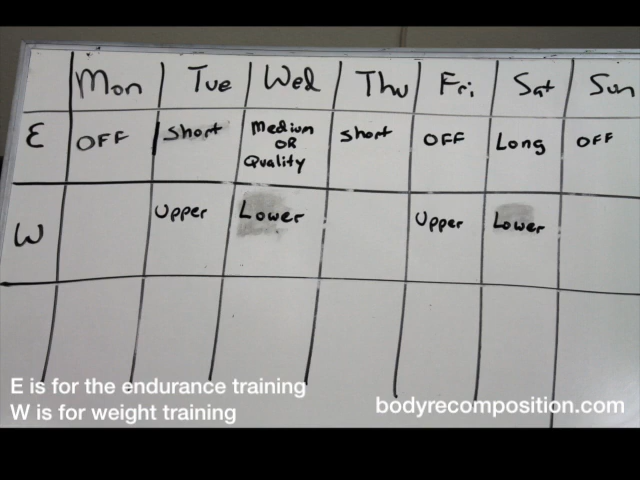 Mon Tue Wed Thu Fri. Sat Sun
E OFF Short Medium OR Quality Short OFF Long OFF
W Upper Lower Upper Lower
E is for the endurance training
W is for weight training
bodyrecomposition.com